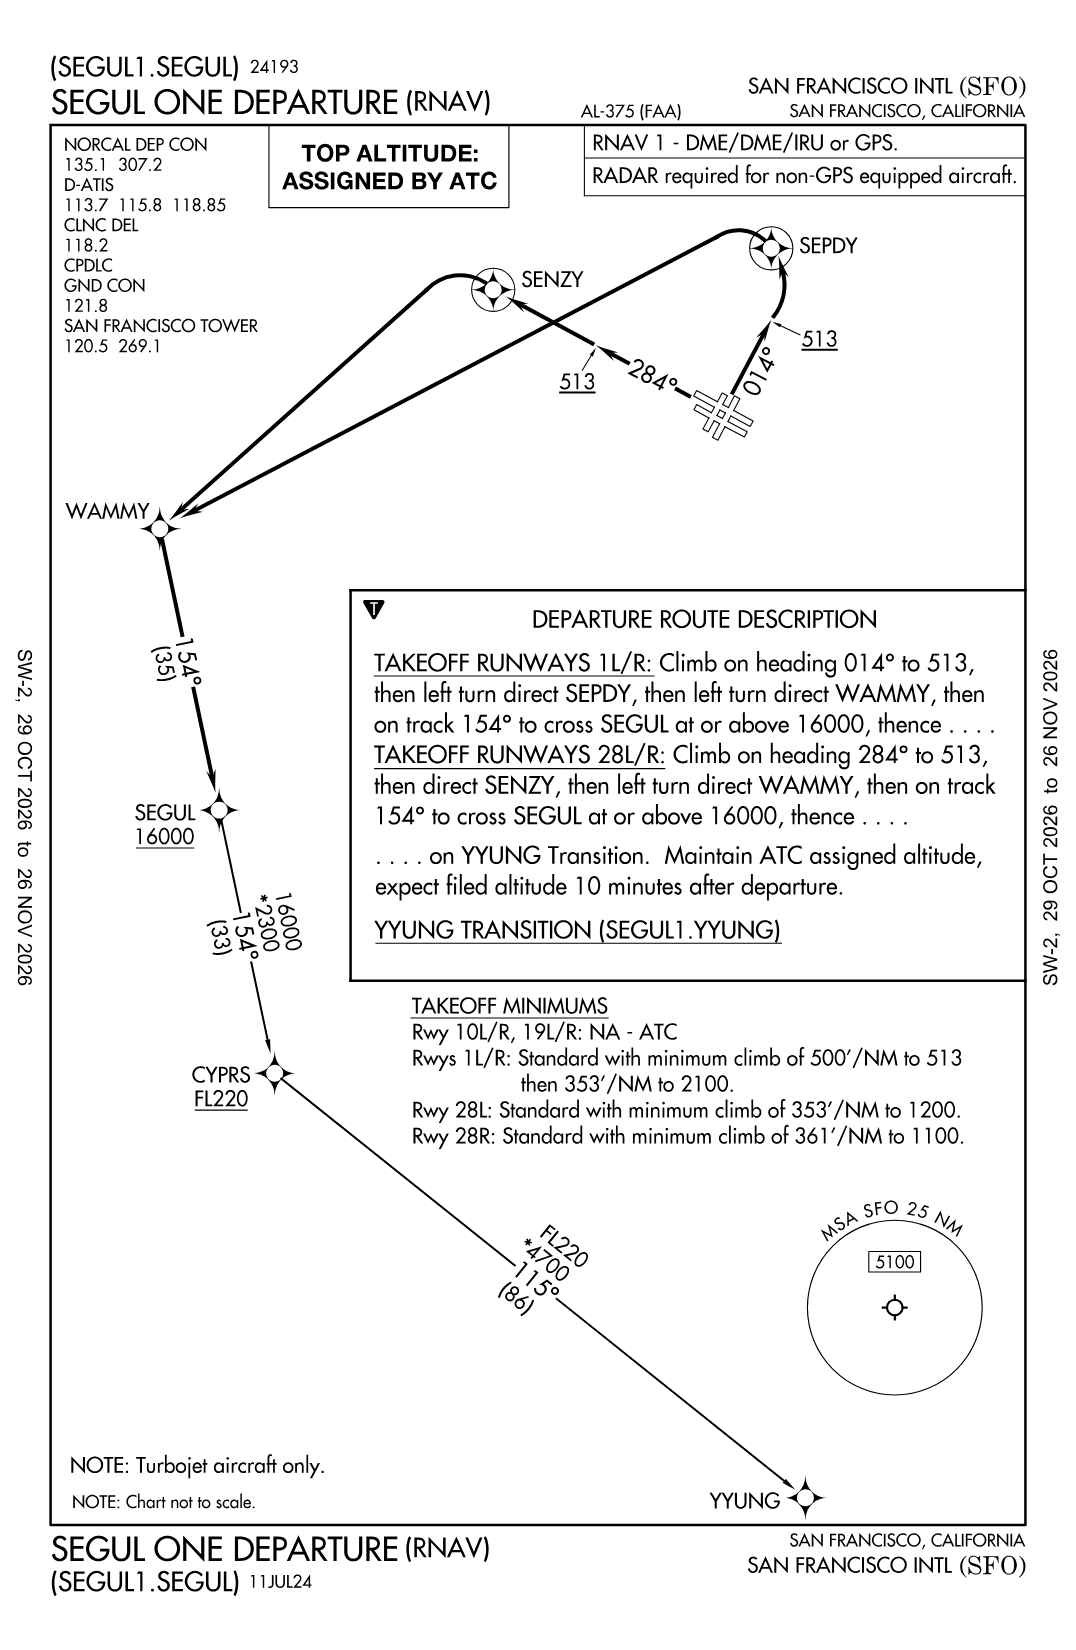 (SEGUL1.SEGUL) 24193
SEGUL ONE DEPARTURE (RNAV)
AL-375 (FAA)
SAN FRANCISCO INTL (SFO)
SAN FRANCISCO, CALIFORNIA
NORCAL DEP CON
135.1 307.2
D-ATIS
113.7 115.8 118.85
CLNC DEL
118.2
CPDLC
GND CON
121.8
SAN FRANCISCO TOWER
120.5 269.1
TOP ALTITUDE:
ASSIGNED BY ATC
RNAV 1 - DME/DME/IRU or GPS.
RADAR required for non-GPS equipped aircraft.
SEPDY
SENZY
513
513
284°
014°
WAMMY
154°
(35)
SEGUL
16000
16000
*2300
154°
(33)
CYPRS
FL220
FL220
*4700
115°
(86)
YYUNG
T
DEPARTURE ROUTE DESCRIPTION
TAKEOFF RUNWAYS 1L/R: Climb on heading 014° to 513,
then left turn direct SEPDY, then left turn direct WAMMY, then
on track 154° to cross SEGUL at or above 16000, thence . . . .
TAKEOFF RUNWAYS 28L/R: Climb on heading 284° to 513,
then direct SENZY, then left turn direct WAMMY, then on track
154° to cross SEGUL at or above 16000, thence . . . .
. . . . on YYUNG Transition. Maintain ATC assigned altitude,
expect filed altitude 10 minutes after departure.
YYUNG TRANSITION (SEGUL1.YYUNG)
TAKEOFF MINIMUMS
Rwy 10L/R, 19L/R: NA - ATC
Rwys 1L/R: Standard with minimum climb of 500'/NM to 513
then 353'/NM to 2100.
Rwy 28L: Standard with minimum climb of 353'/NM to 1200.
Rwy 28R: Standard with minimum climb of 361'/NM to 1100.
MSA SFO 25 NM
5100
NOTE: Turbojet aircraft only.
NOTE: Chart not to scale.
SW-2, 29 OCT 2026 to 26 NOV 2026
SW-2, 29 OCT 2026 to 26 NOV 2026
SEGUL ONE DEPARTURE (RNAV)
(SEGUL1.SEGUL) 11JUL24
SAN FRANCISCO, CALIFORNIA
SAN FRANCISCO INTL (SFO)